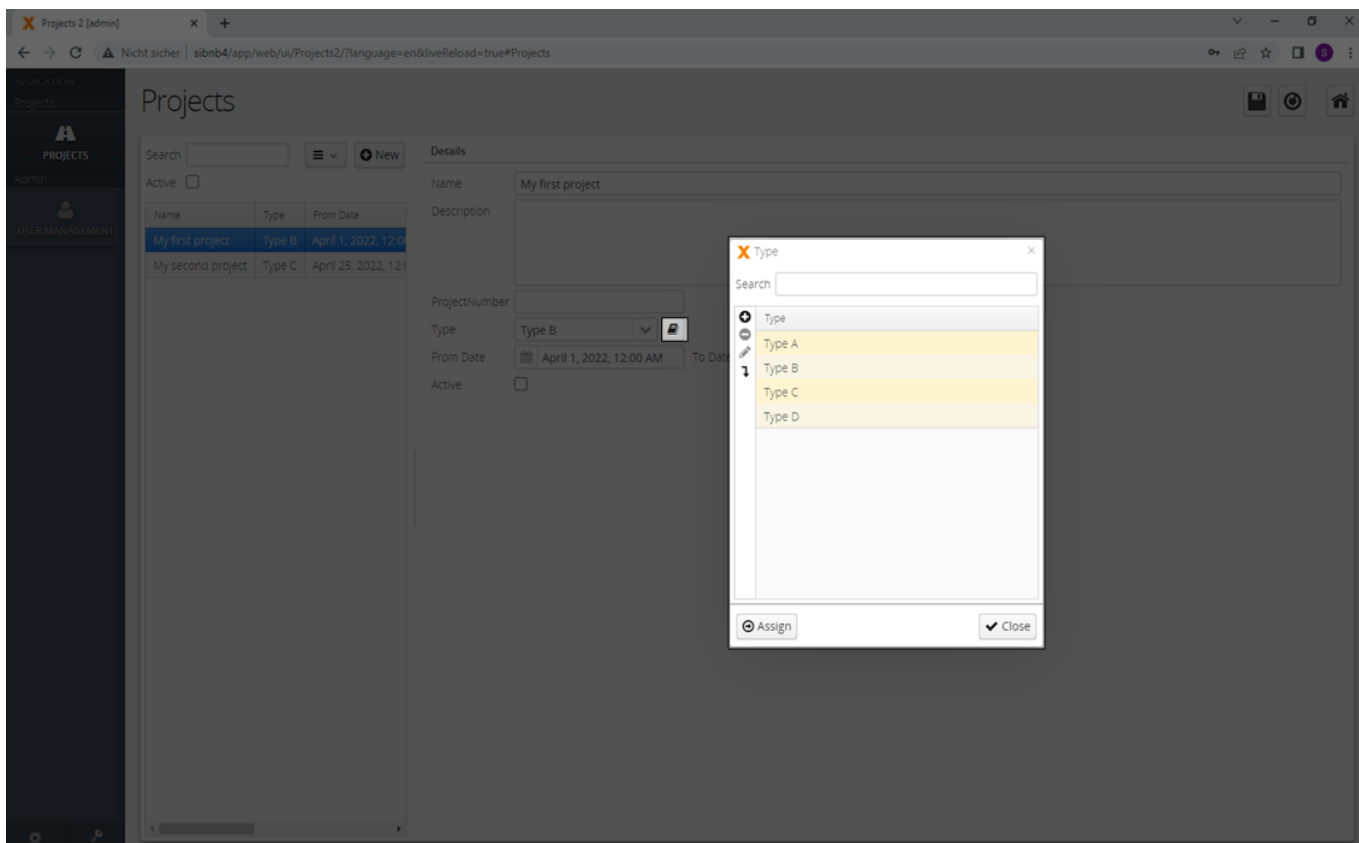 Projects 2 [admin]
Nicht sicher | sibnb4/app/web/ui/Projects2/?language=en&liveReload=true#Projects
S
NAVIGATION
Projects
PROJECTS
Admin
USER MANAGEMENT
Projects
Search
New
Active
Name Type From Date
My first project Type B April 1, 2022, 12:00
My second project Type C April 25, 2022, 12:
Details
Name My first project
Description
ProjectNumber
Type Type B
From Date April 1, 2022, 12:00 AM To Date
Active
Type
Search
Type
Type A
Type B
Type C
Type D
Assign Close